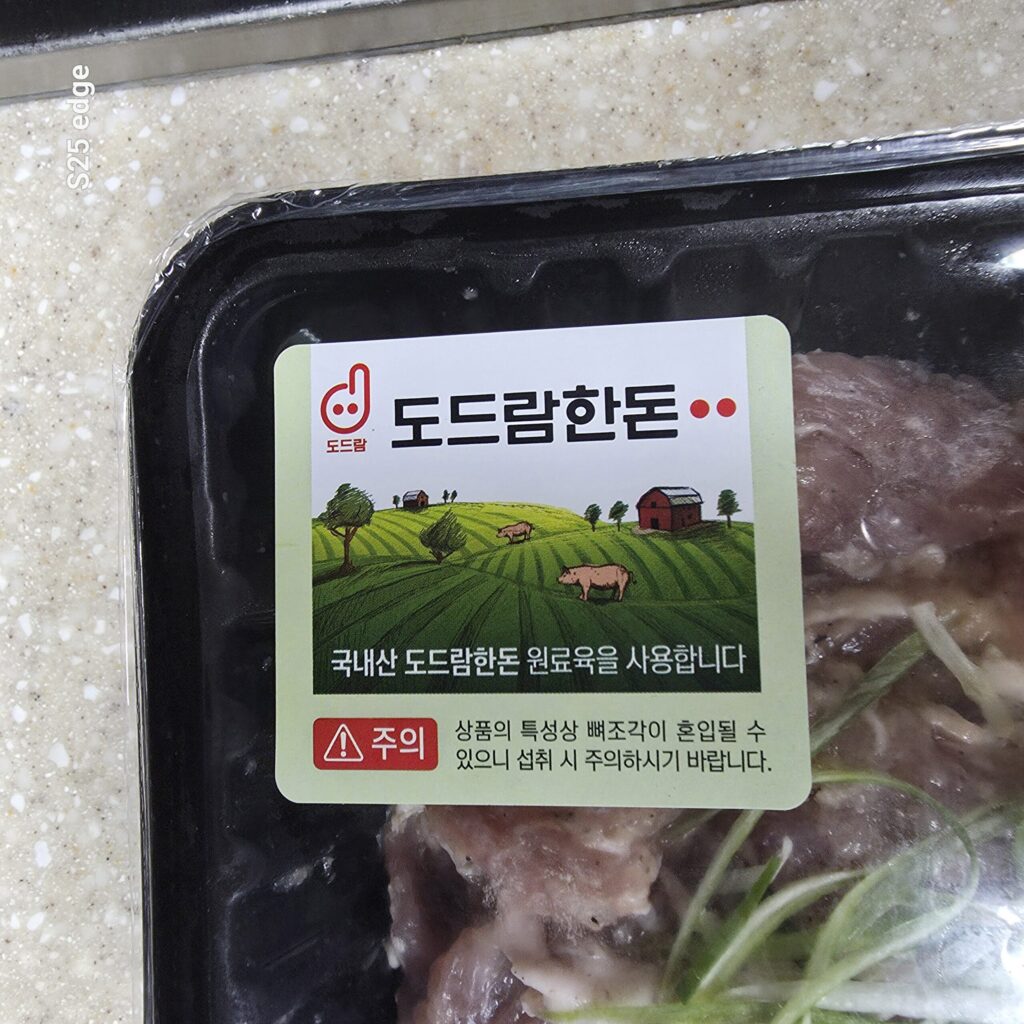 S25 edge
도드람
도드람한돈
국내산 도드람한돈 원료육을 사용합니다
주의
상품의 특성상 뼈조각이 혼입될 수
있으니 섭취 시 주의하시기 바랍니다.